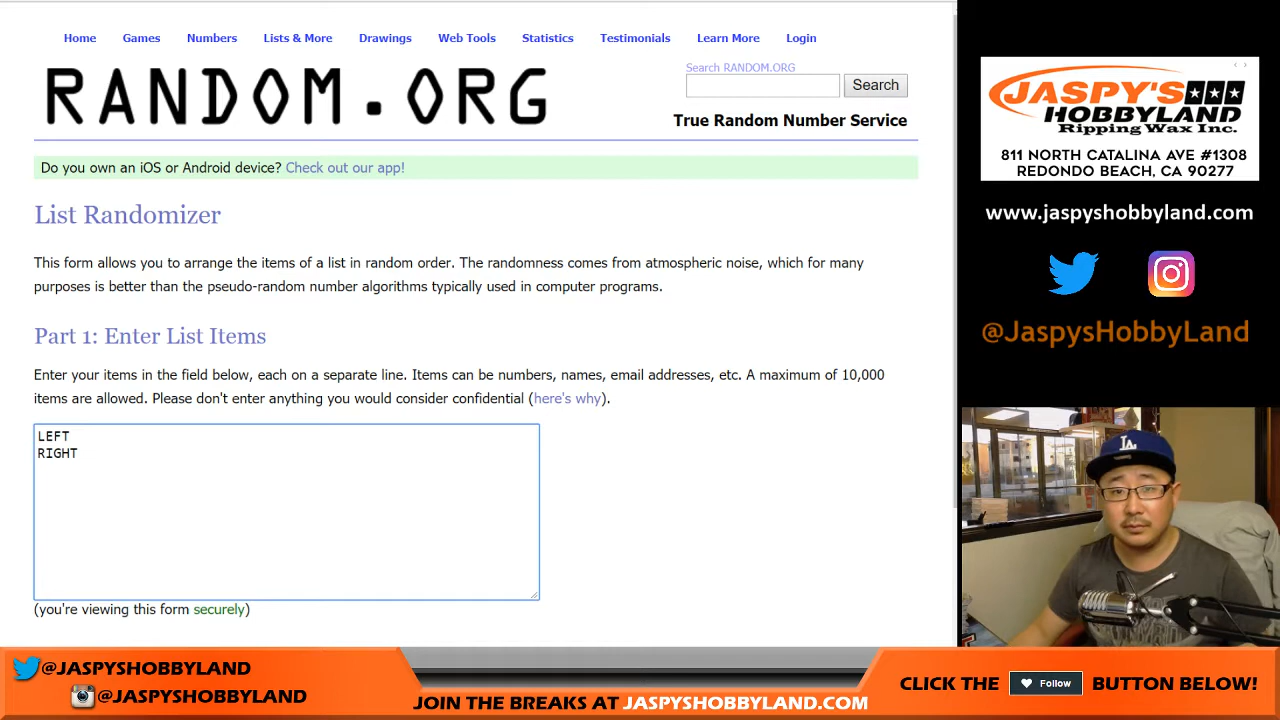 Home Games Numbers Lists & More Drawings Web Tools Statistics Testimonials Learn More Login
RANDOM.ORG
Search RANDOM.ORG
Search
True Random Number Service
Do you own an iOS or Android device? Check out our app!
List Randomizer
This form allows you to arrange the items of a list in random order. The randomness comes from atmospheric noise, which for many
purposes is better than the pseudo-random number algorithms typically used in computer programs.
Part 1: Enter List Items
Enter your items in the field below, each on a separate line. Items can be numbers, names, email addresses, etc. A maximum of 10,000
items are allowed. Please don't enter anything you would consider confidential (here's why).
LEFT
RIGHT
(you're viewing this form securely)
JASPY'S
HOBBYLAND
Ripping Wax Inc.
811 NORTH CATALINA AVE #1308
REDONDO BEACH, CA 90277
www.jaspyshobbyland.com
@JaspysHobbyLand
LA
@JASPYSHOBBYLAND
@JASPYSHOBBYLAND
JOIN THE BREAKS AT JASPYSHOBBYLAND.COM
CLICK THE Follow BUTTON BELOW!